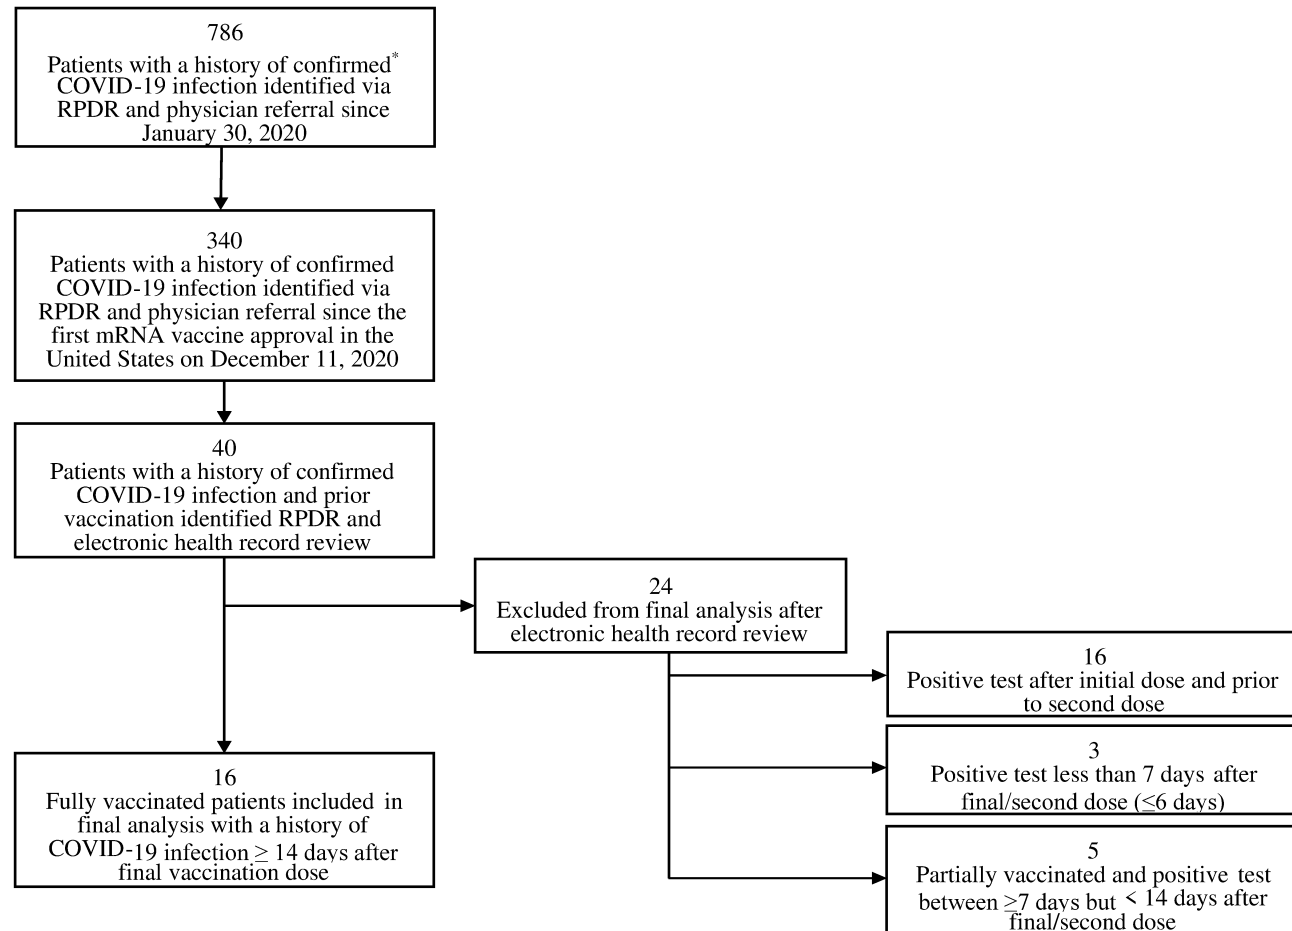 786
Patients with a history of confirmed*
COVID-19 infection identified via
RPDR and physician referral since
January 30, 2020
340
Patients with a history of confirmed
COVID-19 infection identified via
RPDR and physician referral since the
first mRNA vaccine approval in the
United States on December 11, 2020
40
Patients with a history of confirmed
COVID-19 infection and prior
vaccination identified RPDR and
electronic health record review
24
Excluded from final analysis after
electronic health record review
16
Positive test after initial dose and prior
to second dose
3
Positive test less than 7 days after
final/second dose (≤6 days)
5
Partially vaccinated and positive test
between ≥7 days but < 14 days after
final/second dose
16
Fully vaccinated patients included in
final analysis with a history of
COVID-19 infection ≥ 14 days after
final vaccination dose